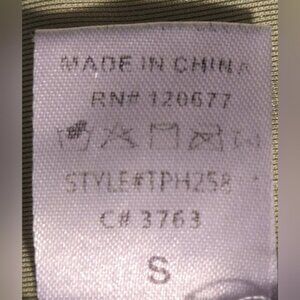 MADE IN CHINA
RN# 120677
STYLE#TPH258
C# 3763
S